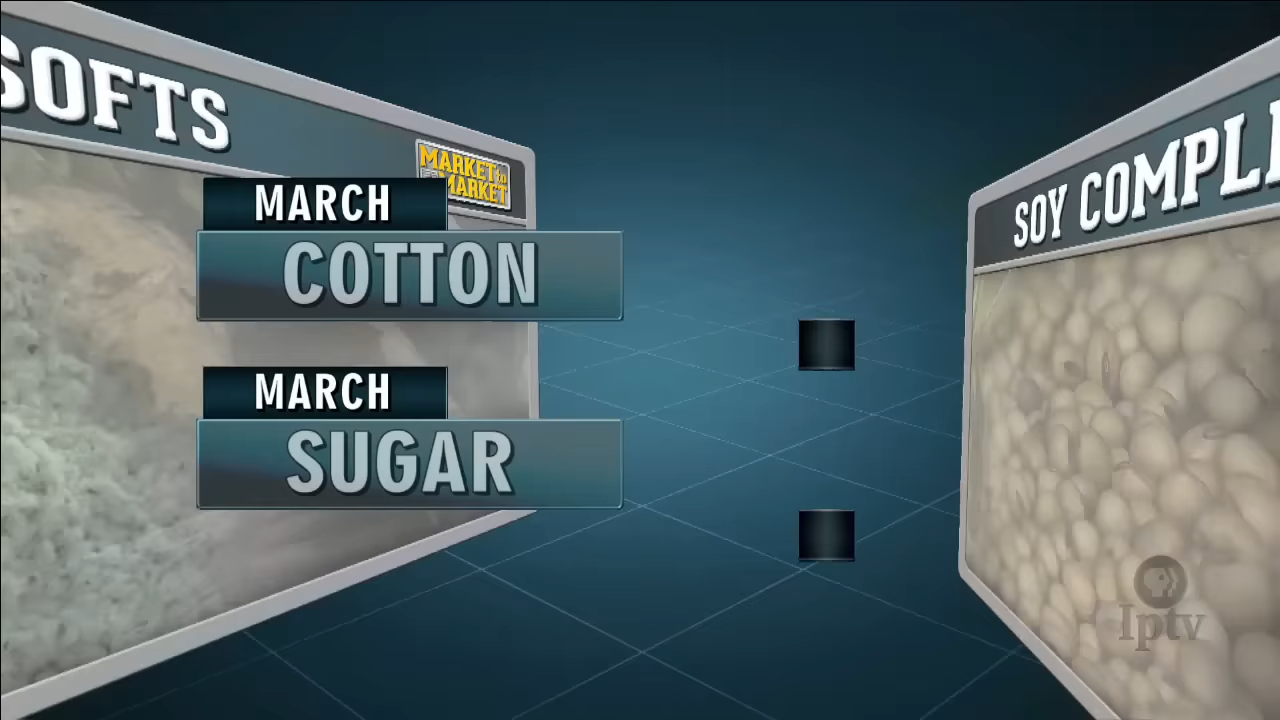 SOFTS
MARKET to
MARKET
MARCH
COTTON
MARCH
SUGAR
SOY COMPL
Iptv